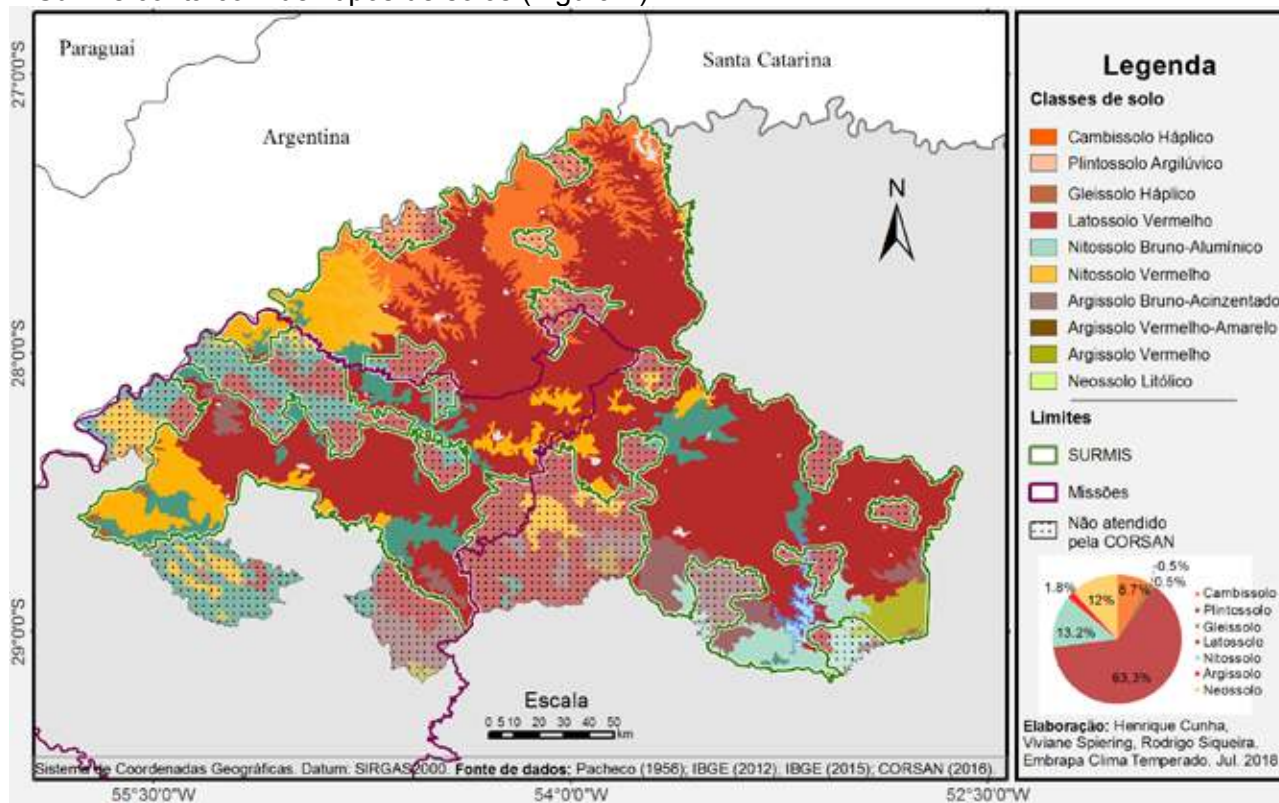 Paraguai
Argentina
Santa Catarina
N
27°0'0"S
28°0'0"S
29°0'0"S
55°30'0"W
54°0'0"W
52°30'0"W
Escala
0 5 10 20 30 40 50
km
Sistema de Coordenadas Geográficas. Datum: SIRGAS2000. Fonte de dados: Pacheco (1956); IBGE (2012); IBGE (2015); CORSAN (2016).
Legenda
Classes de solo
Cambissolo Háplico
Plintossolo Argilúvico
Gleissolo Háplico
Latossolo Vermelho
Nitossolo Bruno-Alumínico
Nitossolo Vermelho
Argissolo Bruno-Acinzentado
Argissolo Vermelho-Amarelo
Argissolo Vermelho
Neossolo Litólico
Limites
SURMIS
Missões
Não atendido
pela CORSAN
0.5%
0.5%
8.7%
12%
1.8%
13.2%
63.3%
Cambissolo
Plintossolo
Gleissolo
Latossolo
Nitossolo
Argissolo
Neossolo
Elaboração: Henrique Cunha,
Viviane Spiering, Rodrigo Siqueira.
Embrapa Clima Temperado. Jul. 2018